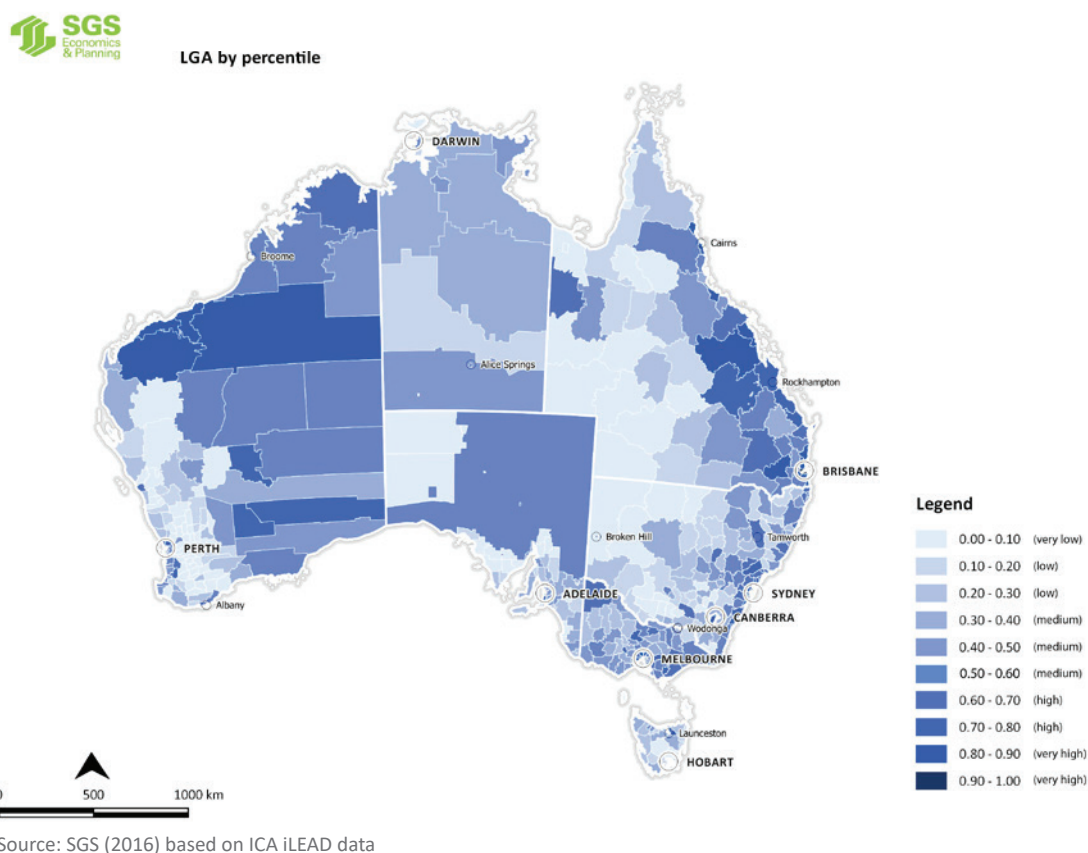 SGS
Economics
& Planning
LGA by percentile
DARWIN
Cairns
Broome
Alice Springs
Rockhampton
BRISBANE
Legend
Broken Hill
Tamworth
PERTH
0.00 - 0.10 (very low)
0.10 - 0.20 (low)
ADELAIDE
SYDNEY
0.20 - 0.30 (low)
Albany
CANBERRA
0.30 - 0.40 (medium)
Wodonga
0.40 - 0.50 (medium)
MELBOURNE
0.50 - 0.60 (medium)
0.60 - 0.70 (high)
Launceston
0.70 - 0.80 (high)
HOBART
0.80 - 0.90 (very high)
0.90 - 1.00 (very high)
0 500 1000 km
Source: SGS (2016) based on ICA iLEAD data